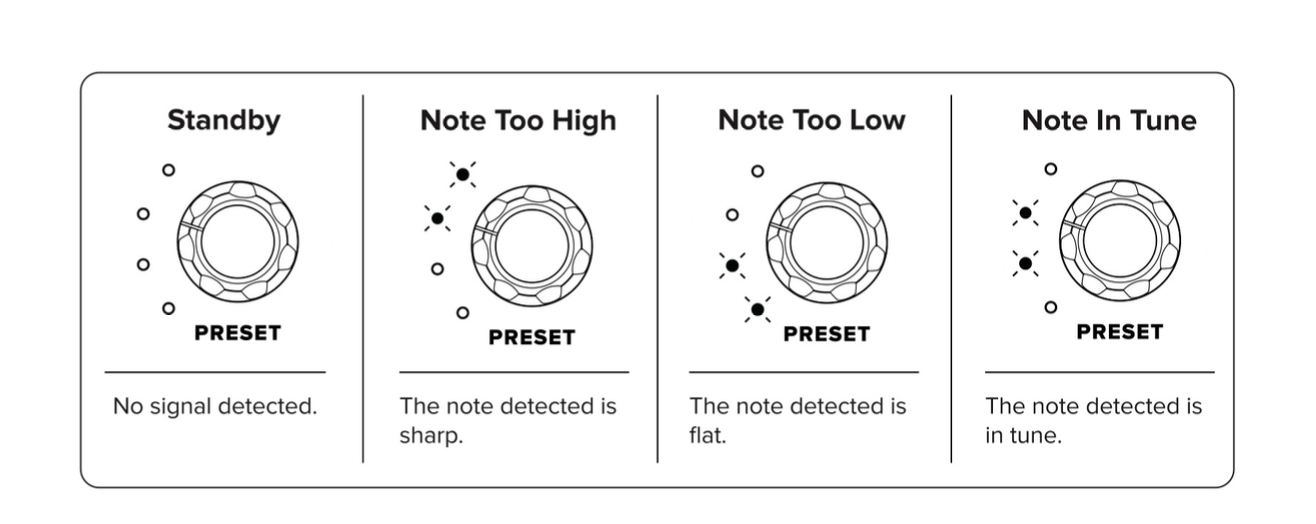 Standby
PRESET
No signal detected.
Note Too High
PRESET
The note detected is
sharp.
Note Too Low
PRESET
The note detected is
flat.
Note In Tune
PRESET
The note detected is
in tune.